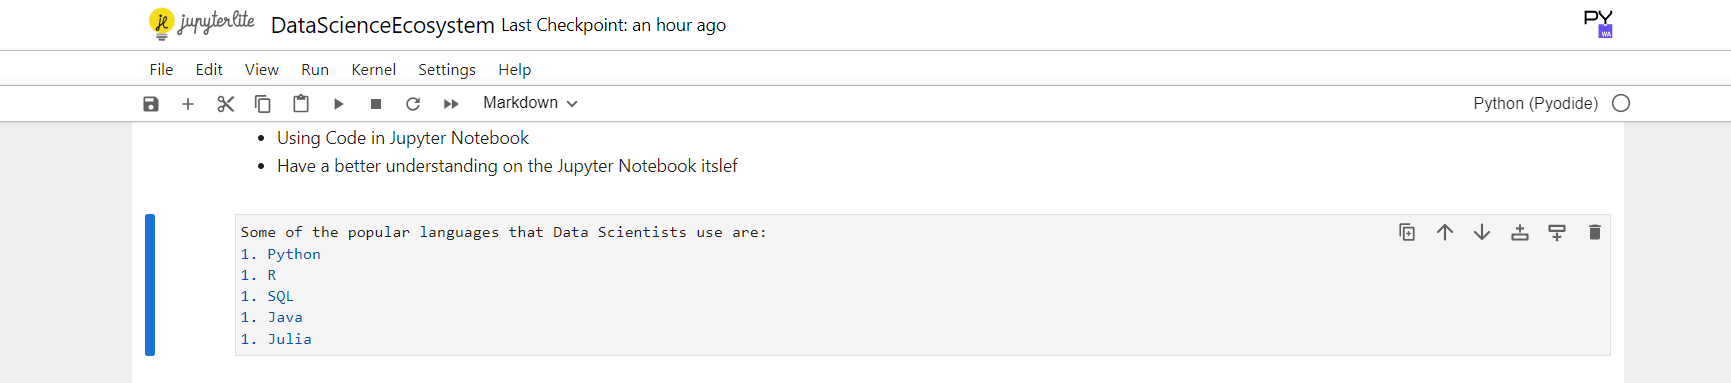 jupyterlite DataScienceEcosystem Last Checkpoint: an hour ago
PY
WA
File Edit View Run Kernel Settings Help
Markdown
Python (Pyodide)
• Using Code in Jupyter Notebook
• Have a better understanding on the Jupyter Notebook itslef
Some of the popular languages that Data Scientists use are:
1. Python
1. R
1. SQL
1. Java
1. Julia